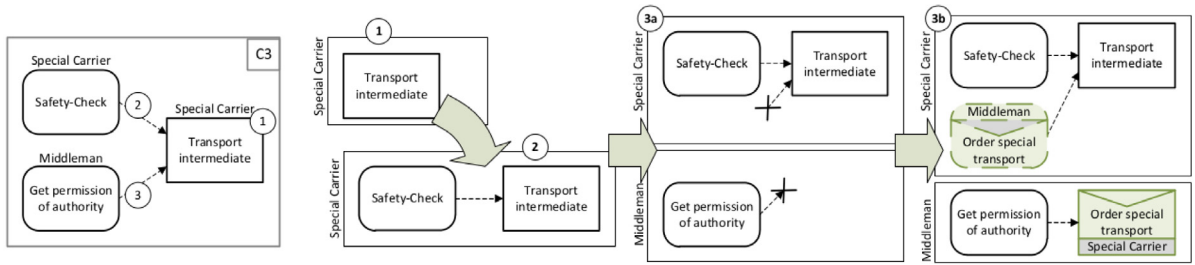 C3
Special Carrier
Safety-Check
2
Special Carrier
1
Transport
intermediate
Middleman
Get permission
of authority
3
1
Special Carrier
Transport
intermediate
2
Special Carrier
Safety-Check
Transport
intermediate
3a
Special Carrier
Safety-Check
Transport
intermediate
Middleman
Get permission
of authority
3b
Special Carrier
Safety-Check
Transport
intermediate
Middleman
Order special
transport
Middleman
Get permission
of authority
Order special
transport
Special Carrier